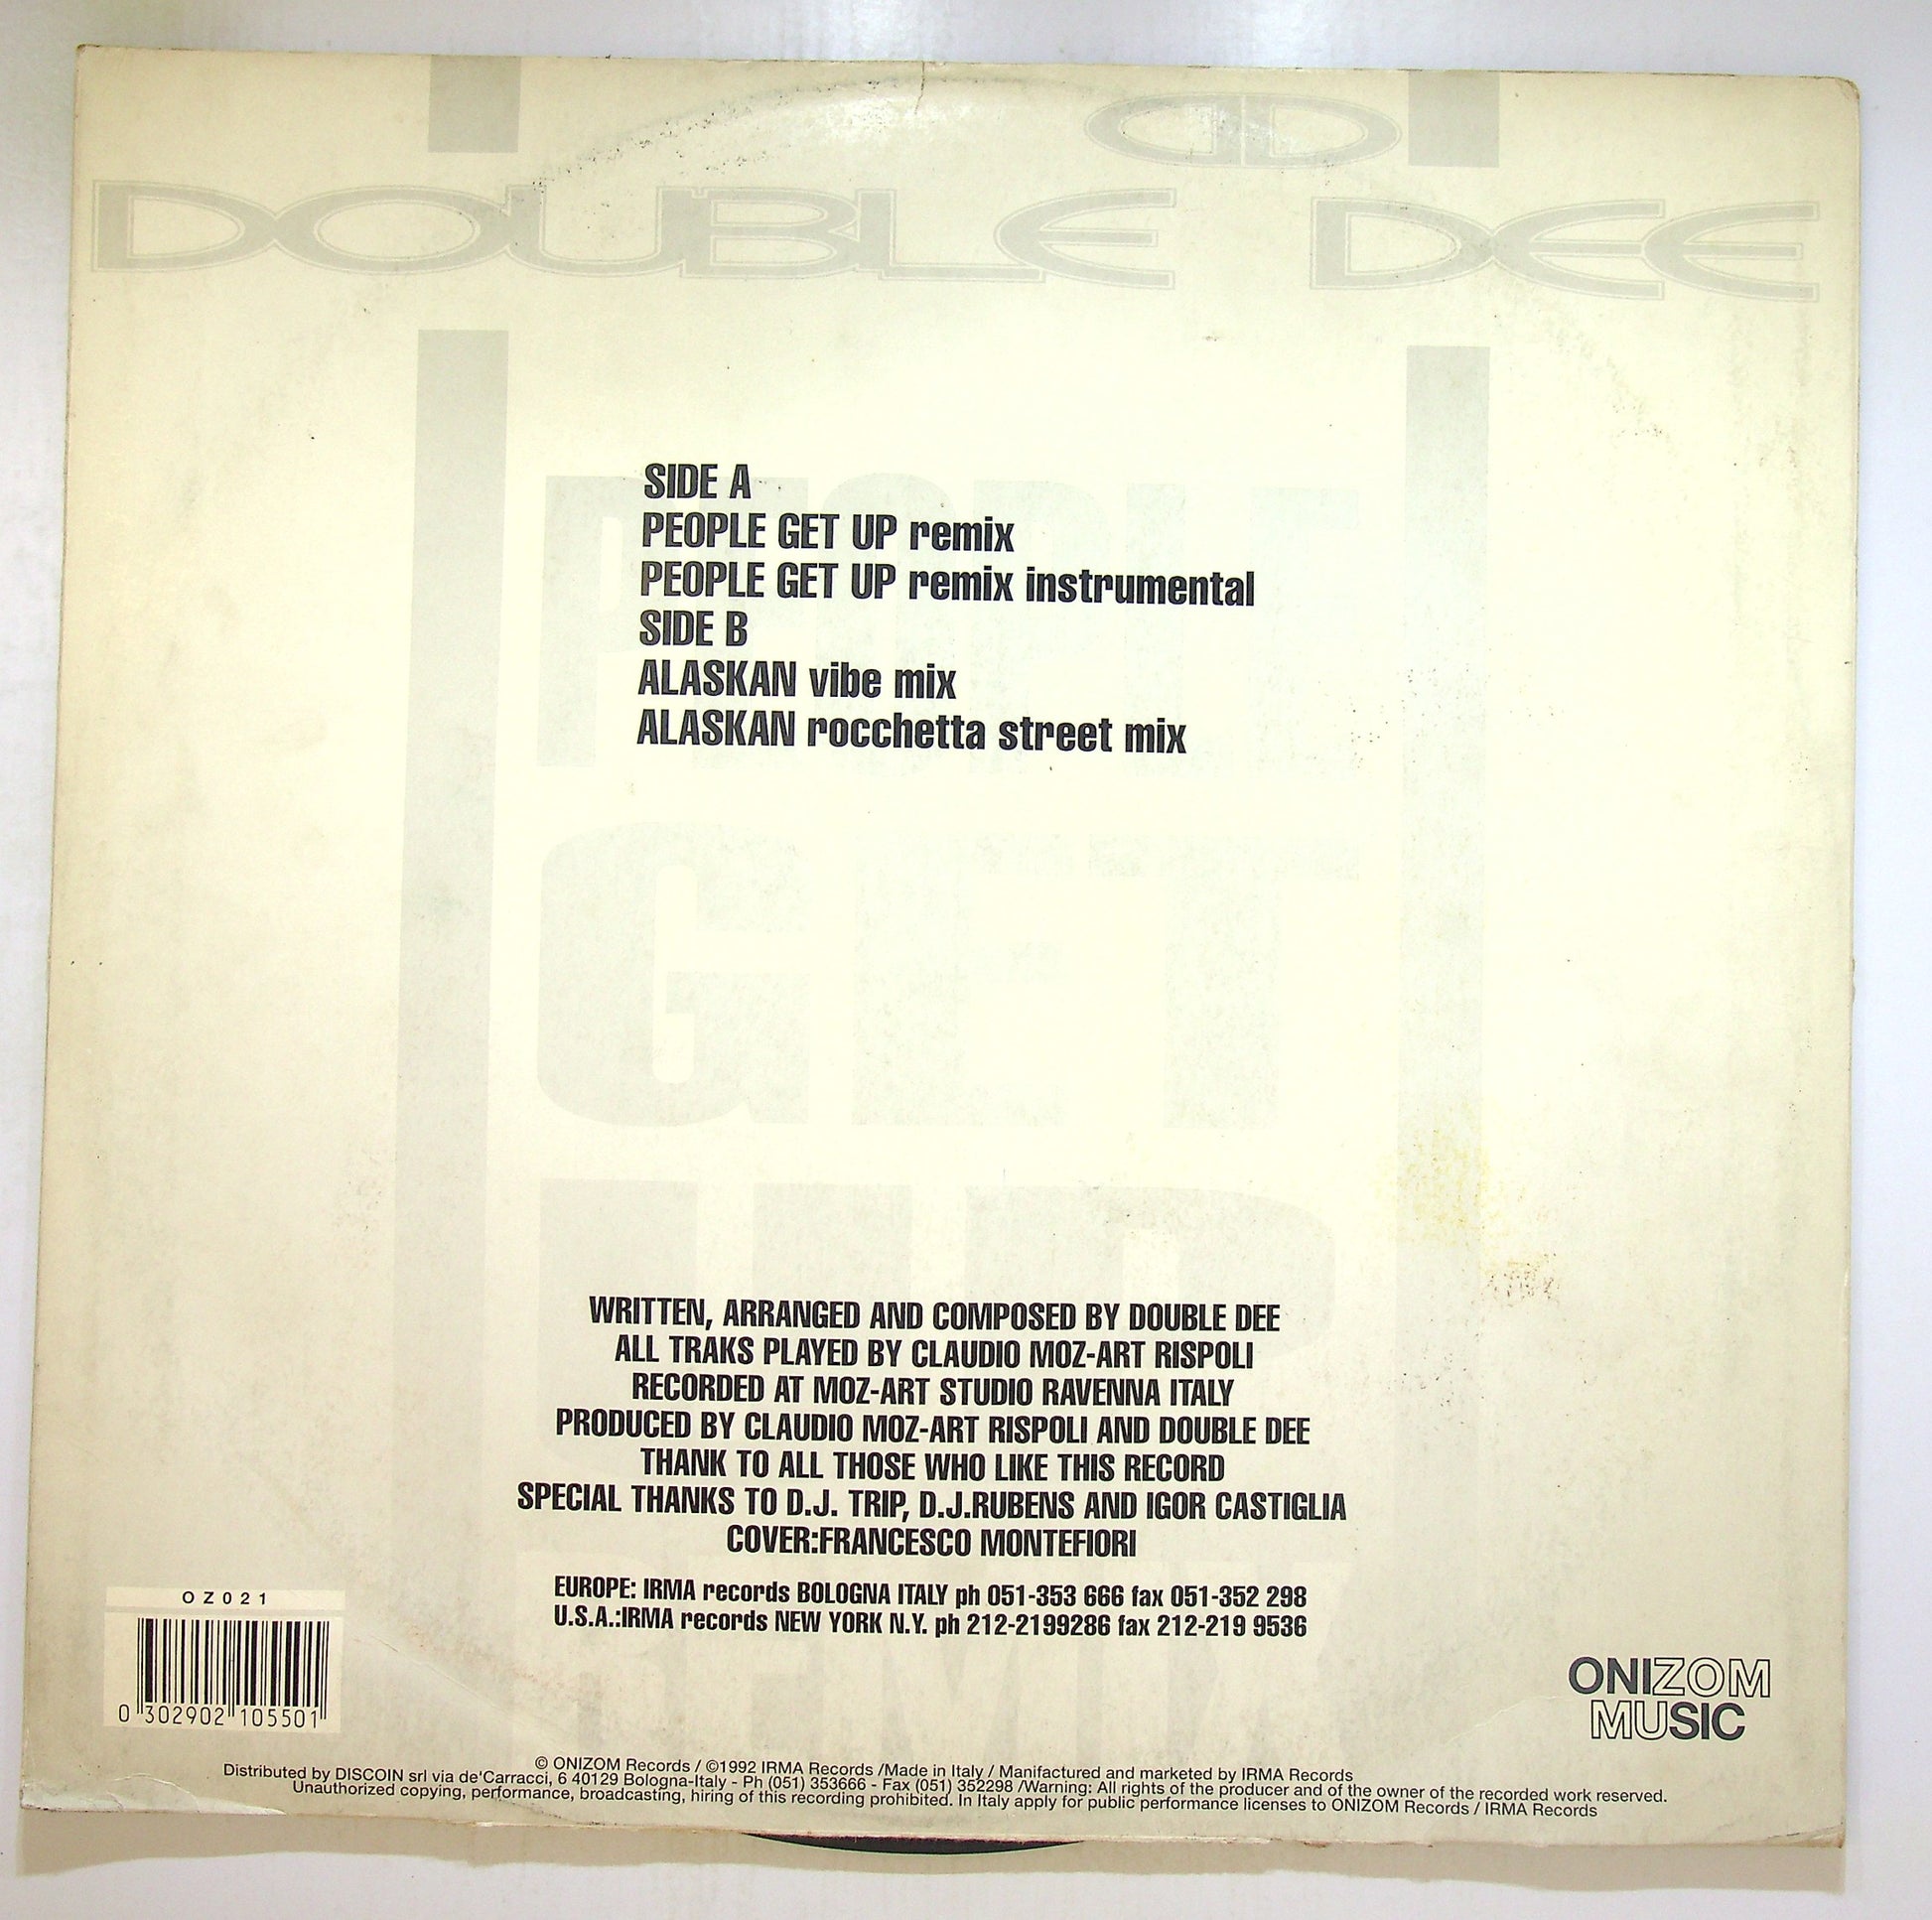 DD
DOUBLE DEE
PEOPLE
GET
UP
REMIX
SIDE A
PEOPLE GET UP remix
PEOPLE GET UP remix instrumental
SIDE B
ALASKAN vibe mix
ALASKAN rocchetta street mix
WRITTEN, ARRANGED AND COMPOSED BY DOUBLE DEE
ALL TRAKS PLAYED BY CLAUDIO MOZ-ART RISPOLI
RECORDED AT MOZ-ART STUDIO RAVENNA ITALY
PRODUCED BY CLAUDIO MOZ-ART RISPOLI AND DOUBLE DEE
THANK TO ALL THOSE WHO LIKE THIS RECORD
SPECIAL THANKS TO D.J. TRIP, D.J.RUBENS AND IGOR CASTIGLIA
COVER:FRANCESCO MONTEFIORI
EUROPE: IRMA records BOLOGNA ITALY ph 051-353 666 fax 051-352 298
U.S.A.:IRMA records NEW YORK N.Y. ph 212-2199286 fax 212-219 9536
OZ021
0 302902 105501
ONIZOM
MUSIC
© ONIZOM Records / ©1992 IRMA Records /Made in Italy / Manifactured and marketed by IRMA Records
Distributed by DISCOIN srl via de'Carracci, 6 40129 Bologna-Italy - Ph (051) 353666 - Fax (051) 352298 /Warning: All rights of the producer and of the owner of the recorded work reserved.
Unauthorized copying, performance, broadcasting, hiring of this recording prohibited. In Italy apply for public performance licenses to ONIZOM Records / IRMA Records